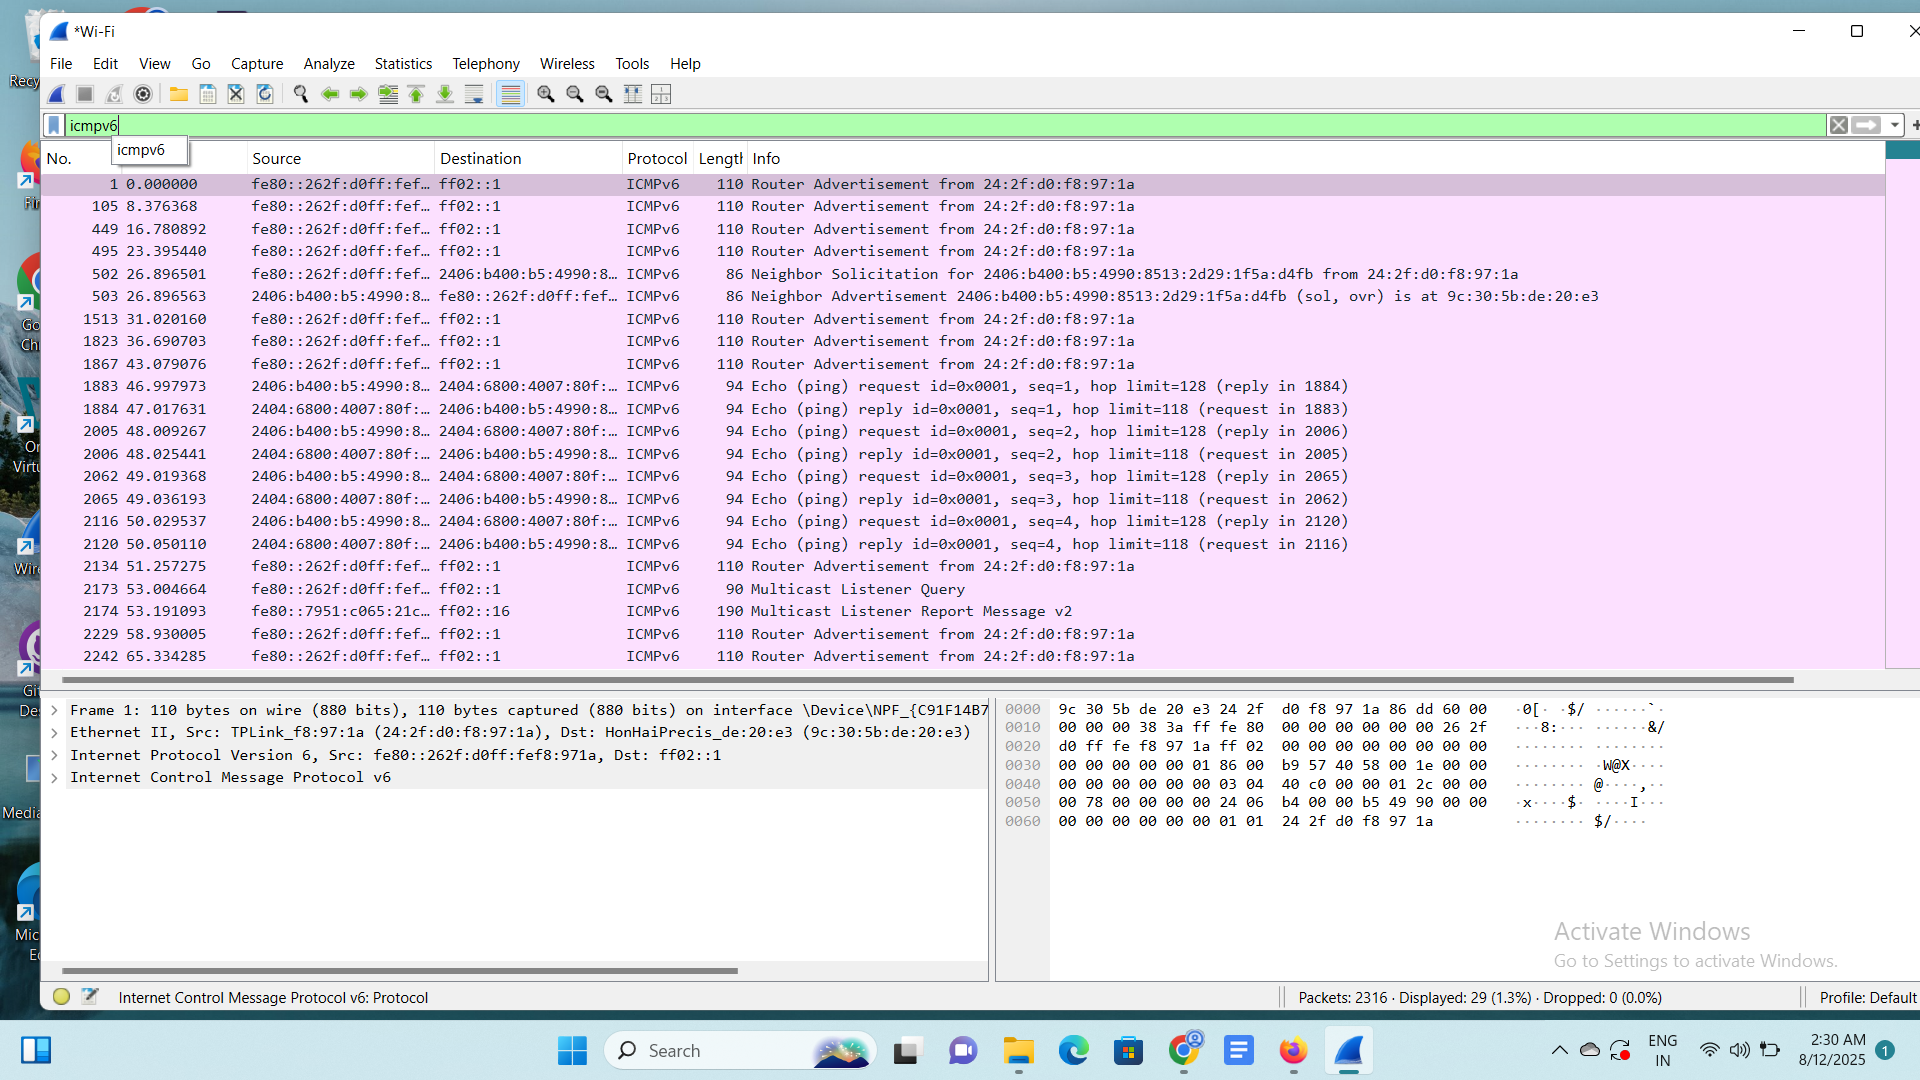 *Wi-Fi
File Edit View Go Capture Analyze Statistics Telephony Wireless Tools Help
icmpv6
icmpv6
No. Source Destination Protocol Length Info
1 0.000000 fe80::262f:d0ff:fef… ff02::1 ICMPv6 110 Router Advertisement from 24:2f:d0:f8:97:1a
105 8.376368 fe80::262f:d0ff:fef… ff02::1 ICMPv6 110 Router Advertisement from 24:2f:d0:f8:97:1a
449 16.780892 fe80::262f:d0ff:fef… ff02::1 ICMPv6 110 Router Advertisement from 24:2f:d0:f8:97:1a
495 23.395440 fe80::262f:d0ff:fef… ff02::1 ICMPv6 110 Router Advertisement from 24:2f:d0:f8:97:1a
502 26.896501 fe80::262f:d0ff:fef… 2406:b400:b5:4990:8… ICMPv6 86 Neighbor Solicitation for 2406:b400:b5:4990:8513:2d29:1f5a:d4fb from 24:2f:d0:f8:97:1a
503 26.896563 2406:b400:b5:4990:8… fe80::262f:d0ff:fef… ICMPv6 86 Neighbor Advertisement 2406:b400:b5:4990:8513:2d29:1f5a:d4fb (sol, ovr) is at 9c:30:5b:de:20:e3
1513 31.020160 fe80::262f:d0ff:fef… ff02::1 ICMPv6 110 Router Advertisement from 24:2f:d0:f8:97:1a
1823 36.690703 fe80::262f:d0ff:fef… ff02::1 ICMPv6 110 Router Advertisement from 24:2f:d0:f8:97:1a
1867 43.079076 fe80::262f:d0ff:fef… ff02::1 ICMPv6 110 Router Advertisement from 24:2f:d0:f8:97:1a
1883 46.997973 2406:b400:b5:4990:8… 2404:6800:4007:80f:… ICMPv6 94 Echo (ping) request id=0x0001, seq=1, hop limit=128 (reply in 1884)
1884 47.017631 2404:6800:4007:80f:… 2406:b400:b5:4990:8… ICMPv6 94 Echo (ping) reply id=0x0001, seq=1, hop limit=118 (request in 1883)
2005 48.009267 2406:b400:b5:4990:8… 2404:6800:4007:80f:… ICMPv6 94 Echo (ping) request id=0x0001, seq=2, hop limit=128 (reply in 2006)
2006 48.025441 2404:6800:4007:80f:… 2406:b400:b5:4990:8… ICMPv6 94 Echo (ping) reply id=0x0001, seq=2, hop limit=118 (request in 2005)
2062 49.019368 2406:b400:b5:4990:8… 2404:6800:4007:80f:… ICMPv6 94 Echo (ping) request id=0x0001, seq=3, hop limit=128 (reply in 2065)
2065 49.036193 2404:6800:4007:80f:… 2406:b400:b5:4990:8… ICMPv6 94 Echo (ping) reply id=0x0001, seq=3, hop limit=118 (request in 2062)
2116 50.029537 2406:b400:b5:4990:8… 2404:6800:4007:80f:… ICMPv6 94 Echo (ping) request id=0x0001, seq=4, hop limit=128 (reply in 2120)
2120 50.050110 2404:6800:4007:80f:… 2406:b400:b5:4990:8… ICMPv6 94 Echo (ping) reply id=0x0001, seq=4, hop limit=118 (request in 2116)
2134 51.257275 fe80::262f:d0ff:fef… ff02::1 ICMPv6 110 Router Advertisement from 24:2f:d0:f8:97:1a
2173 53.004664 fe80::262f:d0ff:fef… ff02::1 ICMPv6 90 Multicast Listener Query
2174 53.191093 fe80::7951:c065:21c… ff02::16 ICMPv6 190 Multicast Listener Report Message v2
2229 58.930005 fe80::262f:d0ff:fef… ff02::1 ICMPv6 110 Router Advertisement from 24:2f:d0:f8:97:1a
2242 65.334285 fe80::262f:d0ff:fef… ff02::1 ICMPv6 110 Router Advertisement from 24:2f:d0:f8:97:1a
Frame 1: 110 bytes on wire (880 bits), 110 bytes captured (880 bits) on interface \Device\NPF_{C91F14B7
Ethernet II, Src: TPLink_f8:97:1a (24:2f:d0:f8:97:1a), Dst: HonHaiPrecis_de:20:e3 (9c:30:5b:de:20:e3)
Internet Protocol Version 6, Src: fe80::262f:d0ff:fef8:971a, Dst: ff02::1
Internet Control Message Protocol v6
0000 9c 30 5b de 20 e3 24 2f d0 f8 97 1a 86 dd 60 00 ·0[· ·$/ ······`·
0010 00 00 00 38 3a ff fe 80 00 00 00 00 00 00 26 2f ···8:··· ······&/
0020 d0 ff fe f8 97 1a ff 02 00 00 00 00 00 00 00 00 ········ ········
0030 00 00 00 00 00 01 86 00 b9 57 40 58 00 1e 00 00 ········ ·W@X····
0040 00 00 00 00 00 00 03 04 40 c0 00 00 01 2c 00 00 ········ @····,··
0050 00 78 00 00 00 00 24 06 b4 00 00 b5 49 90 00 00 ·x····$· ····I···
0060 00 00 00 00 00 00 01 01 24 2f d0 f8 97 1a ········ $/····
Activate Windows
Go to Settings to activate Windows.
Internet Control Message Protocol v6: Protocol
Packets: 2316 · Displayed: 29 (1.3%) · Dropped: 0 (0.0%)
Profile: Default
Search
ENG
IN
2:30 AM
8/12/2025
1